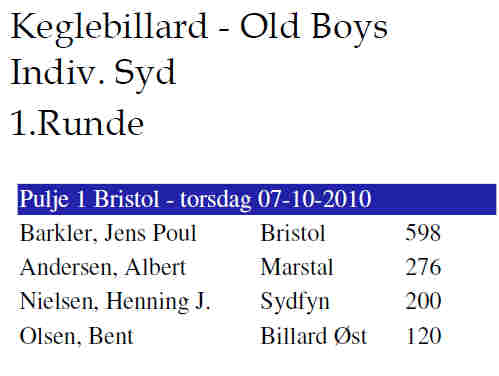 Keglebillard - Old Boys
Indiv. Syd
1.Runde
Pulje 1 Bristol - torsdag 07-10-2010
Barkler, Jens Poul Bristol 598
Andersen, Albert Marstal 276
Nielsen, Henning J. Sydfyn 200
Olsen, Bent Billard Øst 120